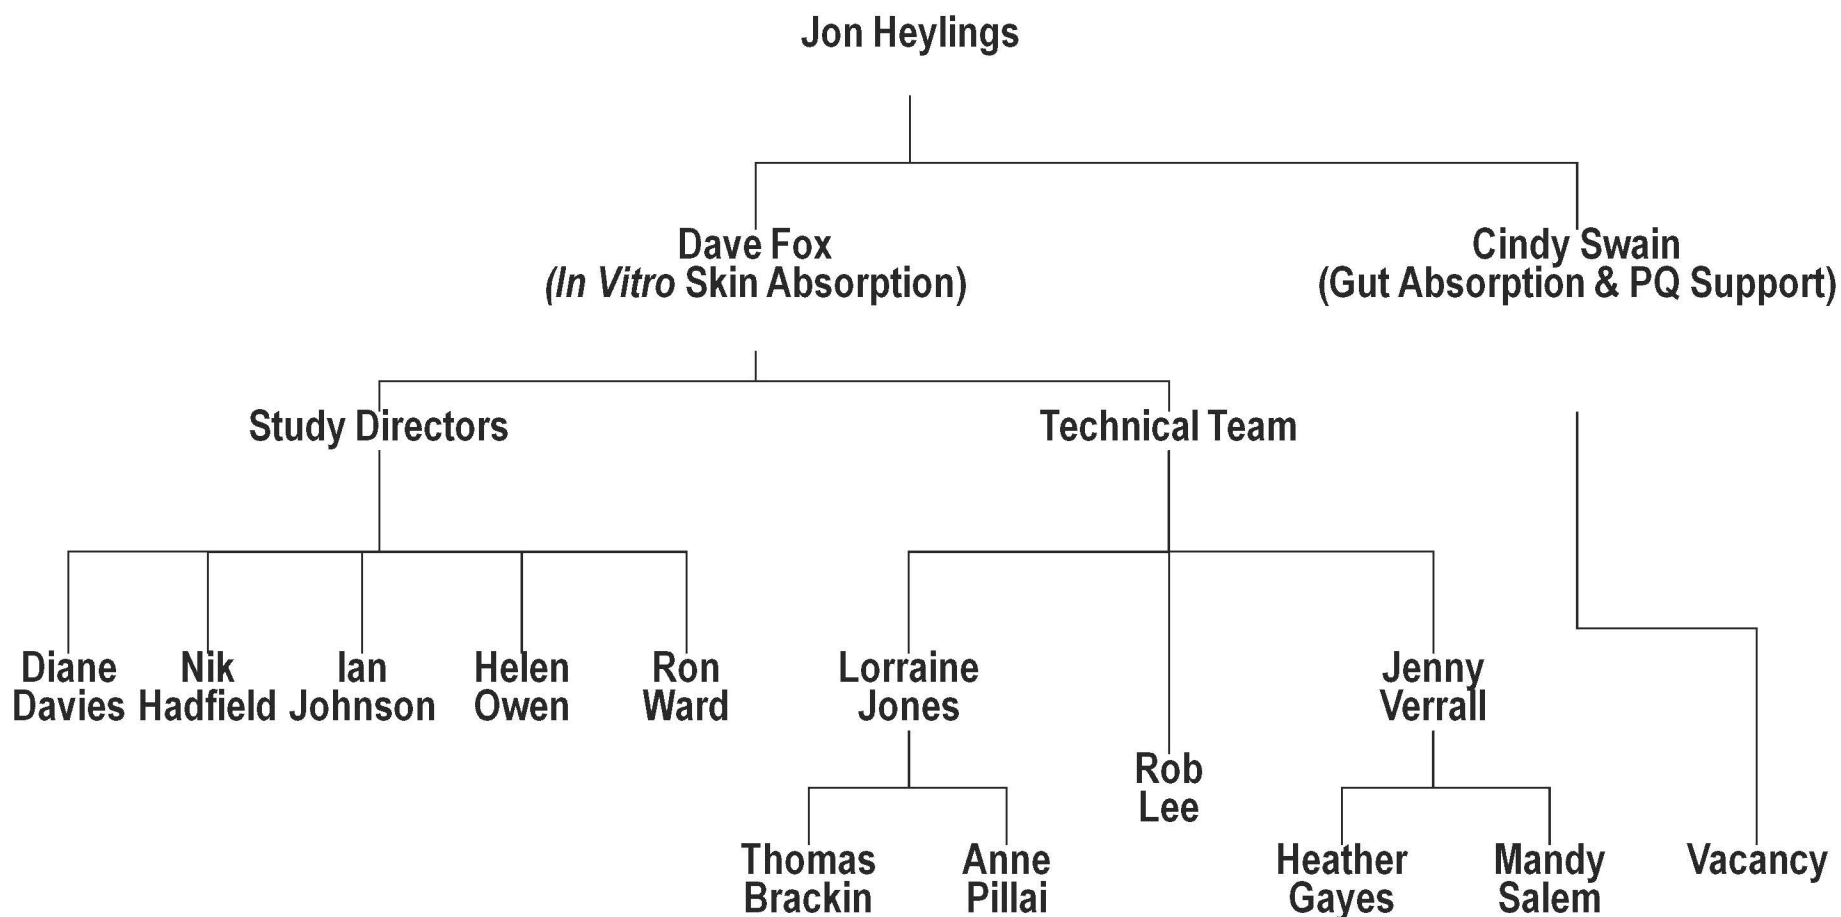 Jon Heylings
Dave Fox
(In Vitro Skin Absorption)
Cindy Swain
(Gut Absorption & PQ Support)
Study Directors
Technical Team
Diane
Davies
Nik
Hadfield
Ian
Johnson
Helen
Owen
Ron
Ward
Lorraine
Jones
Rob
Lee
Jenny
Verrall
Thomas
Brackin
Anne
Pillai
Heather
Gayes
Mandy
Salem
Vacancy